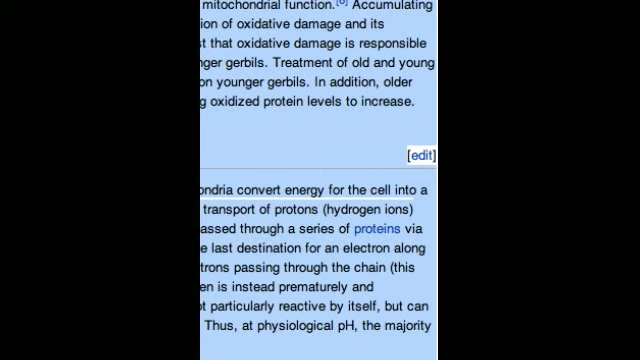 mitochondrial function.[6] Accumulating
ion of oxidative damage and its
st that oxidative damage is responsible
nger gerbils. Treatment of old and young
on younger gerbils. In addition, older
g oxidized protein levels to increase.
[edit]
ondria convert energy for the cell into a
transport of protons (hydrogen ions)
assed through a series of proteins via
e last destination for an electron along
trons passing through the chain (this
en is instead prematurely and
ot particularly reactive by itself, but can
Thus, at physiological pH, the majority